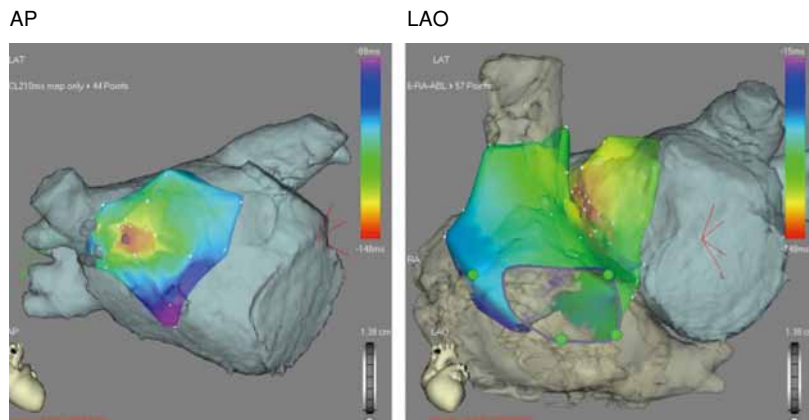 AP
LAO
-89ms
LAT
CL210ms map only > 44 Points
-148ms
AP
1.38 cm
-15ms
LAT
6-RA-ABL > 57 Points
-148ms
RA
LAO
1.38